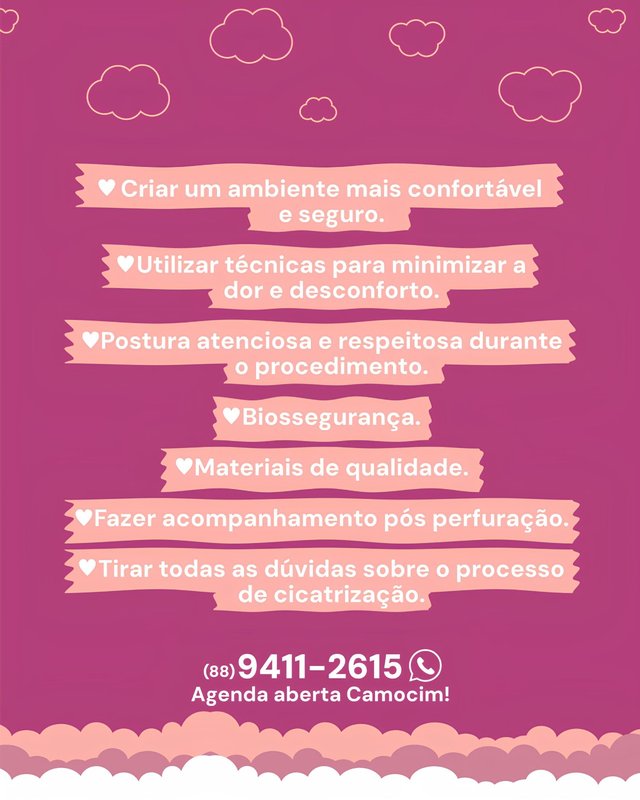 ♥ Criar um ambiente mais confortável
e seguro.
♥Utilizar técnicas para minimizar a
dor e desconforto.
♥Postura atenciosa e respeitosa durante
o procedimento.
♥Biossegurança.
♥Materiais de qualidade.
♥Fazer acompanhamento pós perfuração.
♥Tirar todas as dúvidas sobre o processo
de cicatrização.
(88)9411-2615
Agenda aberta Camocim!